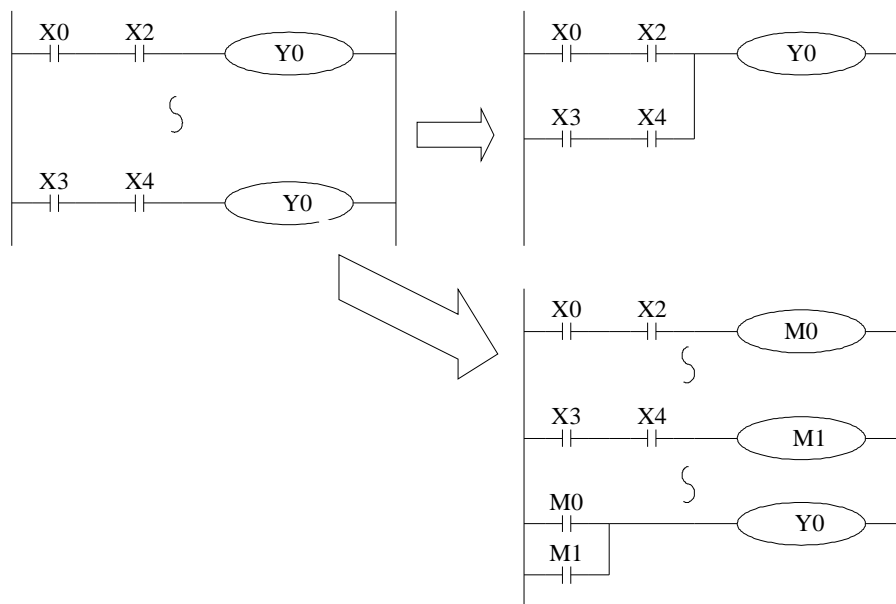 X0 X2 Y0
X3 X4 Y0
X0 X2 Y0
X3 X4
X0 X2 M0
X3 X4 M1
M0 Y0
M1